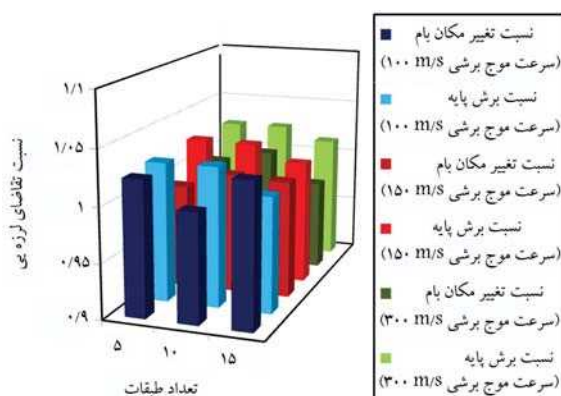 ۱/۱
۱/۰۵
۱
۰/۹۵
۰/۹
نسبت تقاضای لرزه یی
۵
۱۰
۱۵
تعداد طبقات
نسبت تغییر مکان بام
(سرعت موج برشی ۱۰۰ m/s)
نسبت برش پایه
(سرعت موج برشی ۱۰۰ m/s)
نسبت تغییر مکان بام
(سرعت موج برشی ۱۵۰ m/s)
نسبت برش پایه
(سرعت موج برشی ۱۵۰ m/s)
نسبت تغییر مکان بام
(سرعت موج برشی ۳۰۰ m/s)
نسبت برش پایه
(سرعت موج برشی ۳۰۰ m/s)